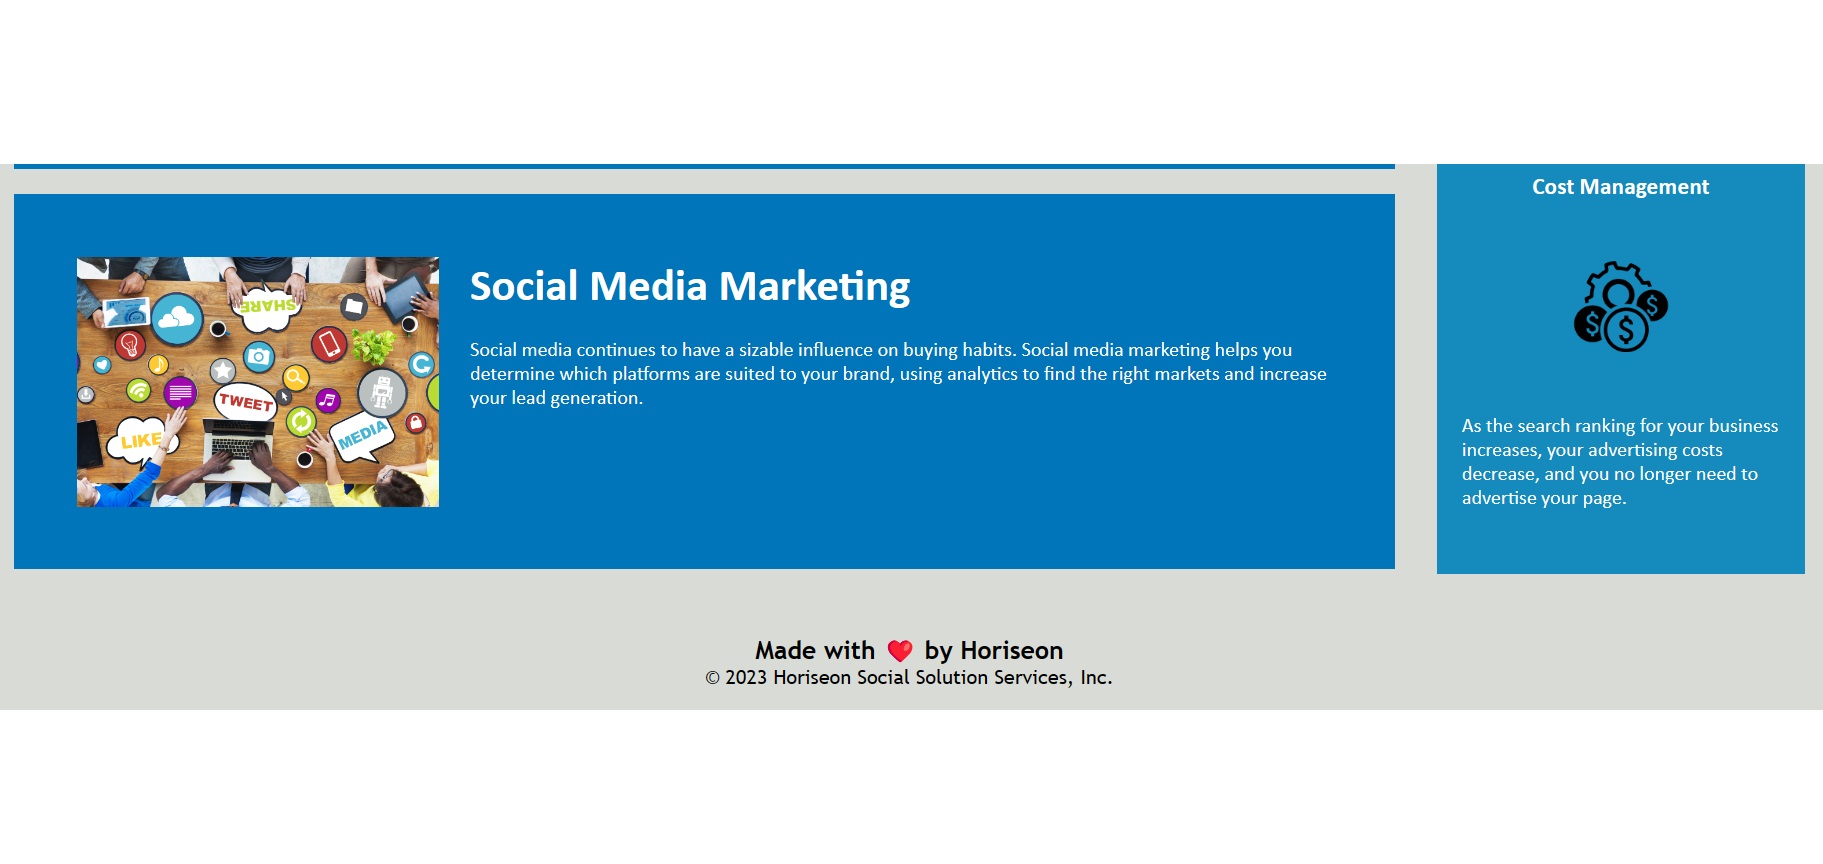 Cost Management
SHARE
TWEET
LIKE
MEDIA
Social Media Marketing
Social media continues to have a sizable influence on buying habits. Social media marketing helps you
determine which platforms are suited to your brand, using analytics to find the right markets and increase
your lead generation.
$ $ $
As the search ranking for your business
increases, your advertising costs
decrease, and you no longer need to
advertise your page.
Made with ❤️ by Horiseon
© 2023 Horiseon Social Solution Services, Inc.